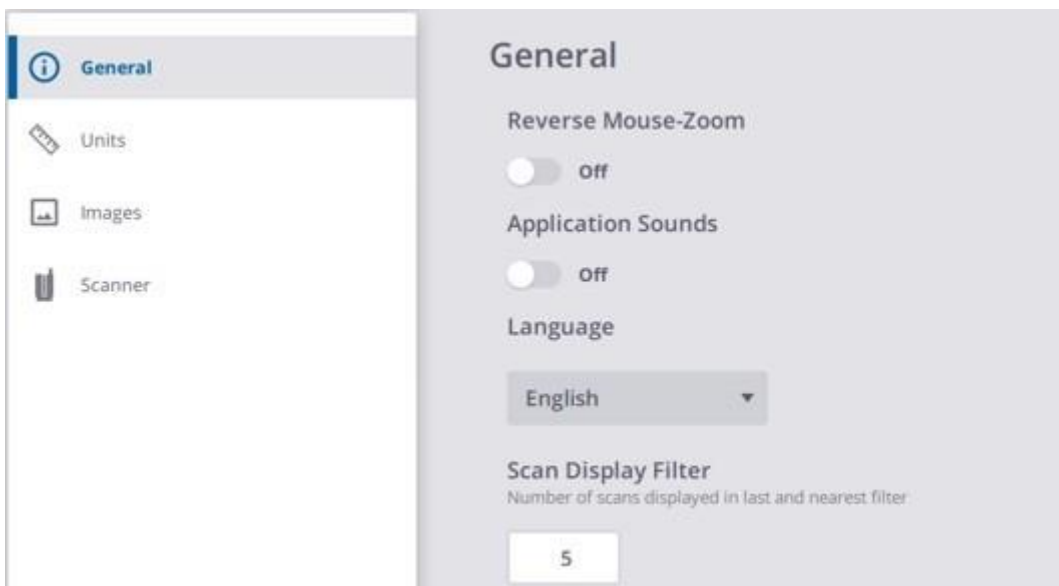 General
Units
Images
Scanner
General
Reverse Mouse-Zoom
Off
Application Sounds
Off
Language
English
Scan Display Filter
Number of scans displayed in last and nearest filter
5